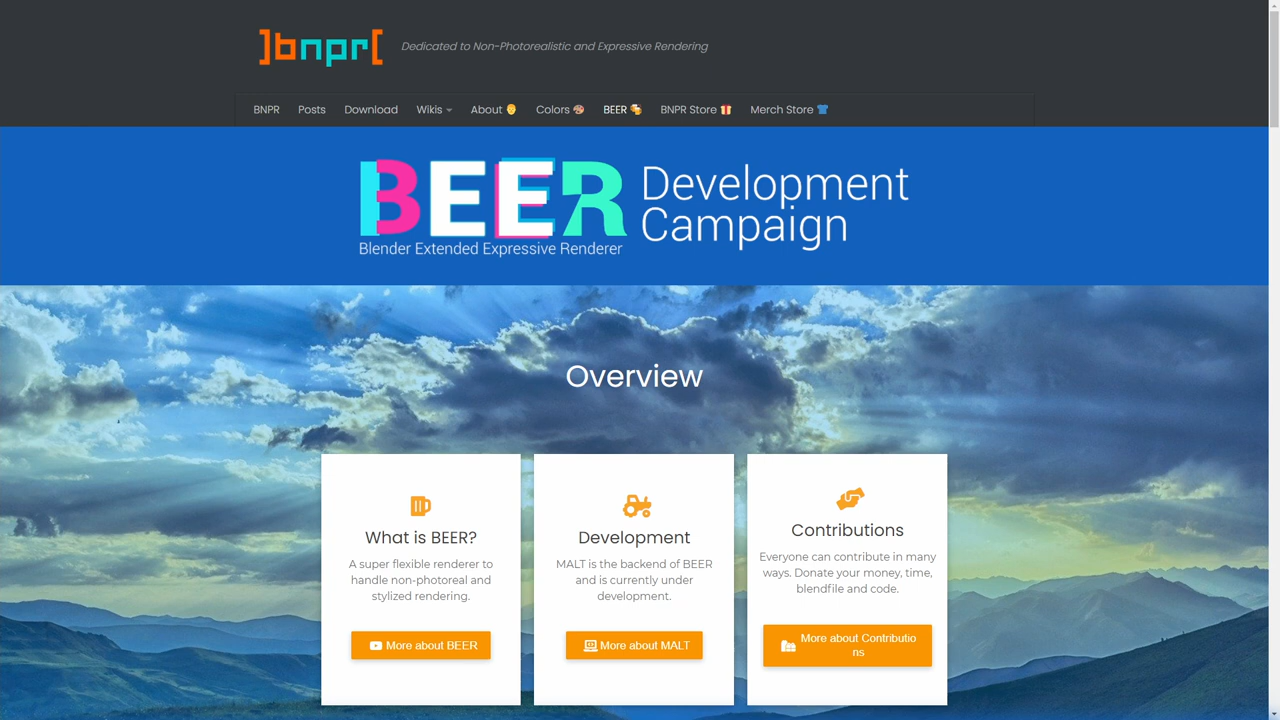 ]bnpr[
Dedicated to Non-Photorealistic and Expressive Rendering
BNPR Posts Download Wikis About Colors BEER BNPR Store Merch Store
BEER
Blender Extended Expressive Renderer
Development
Campaign
Overview
What is BEER?
A super flexible renderer to
handle non-photoreal and
stylized rendering.
More about BEER
Development
MALT is the backend of BEER
and is currently under
development.
More about MALT
Contributions
Everyone can contribute in many
ways. Donate your money, time,
blendfile and code.
More about Contributio
ns